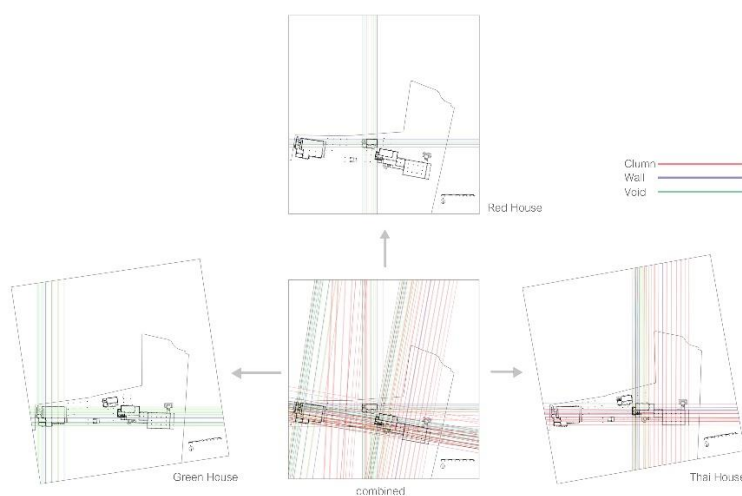 Clumn
Wall
Void
Red House
Green House
combined
Thai House